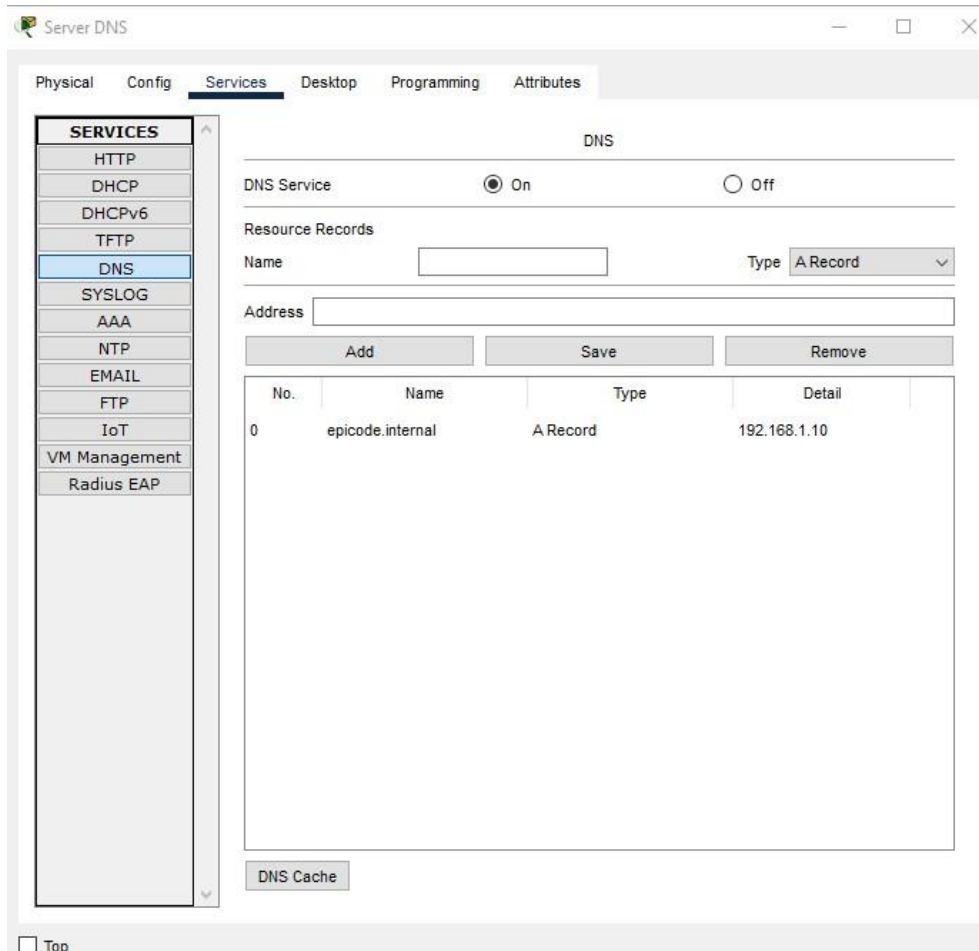 Server DNS
Physical Config Services Desktop Programming Attributes
SERVICES
HTTP
DHCP
DHCPv6
TFTP
DNS
SYSLOG
AAA
NTP
EMAIL
FTP
IoT
VM Management
Radius EAP
DNS
DNS Service On Off
Resource Records
Name Type A Record
Address
Add Save Remove
No. Name Type Detail
0 epicode.internal A Record 192.168.1.10
DNS Cache
Top